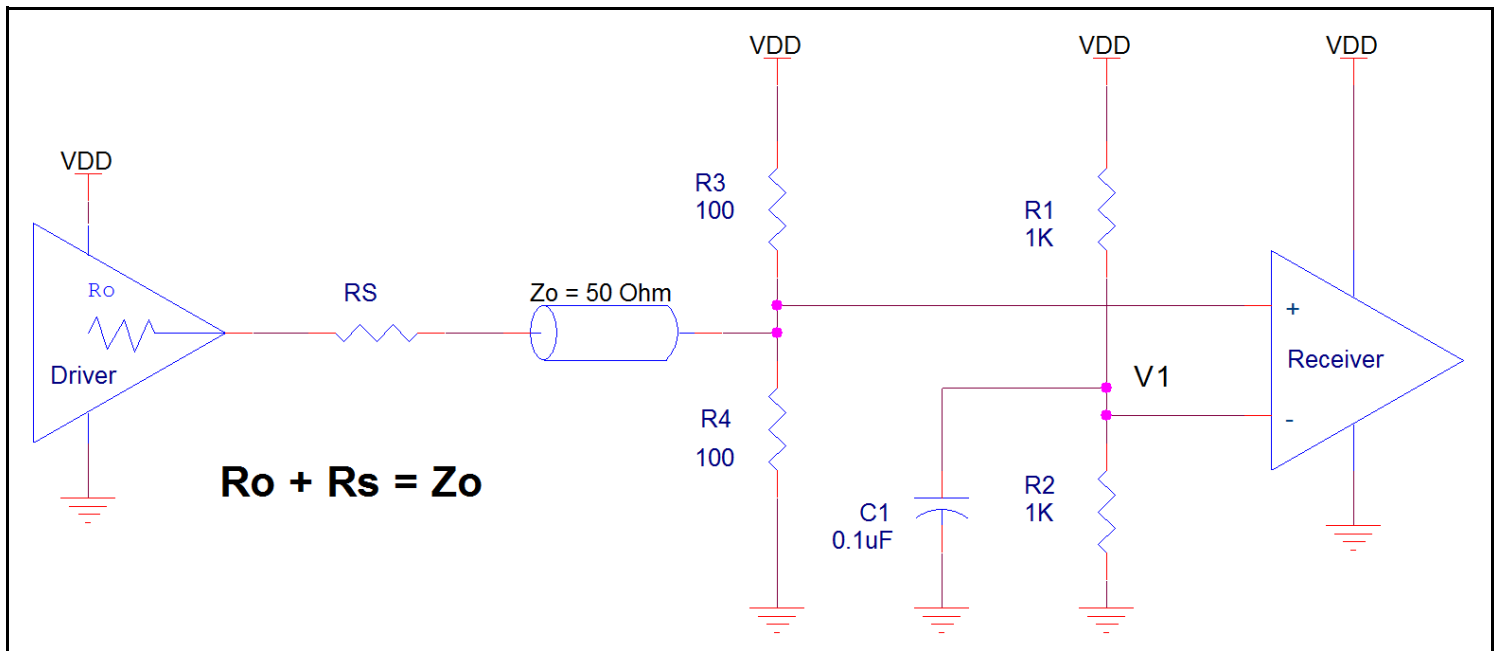 VDD
VDD
VDD
VDD
R3
100
R1
1K
Ro
RS
Zo = 50 Ohm
+
Driver
Receiver
V1
-
R4
100
Ro + Rs = Zo
R2
1K
C1
0.1uF